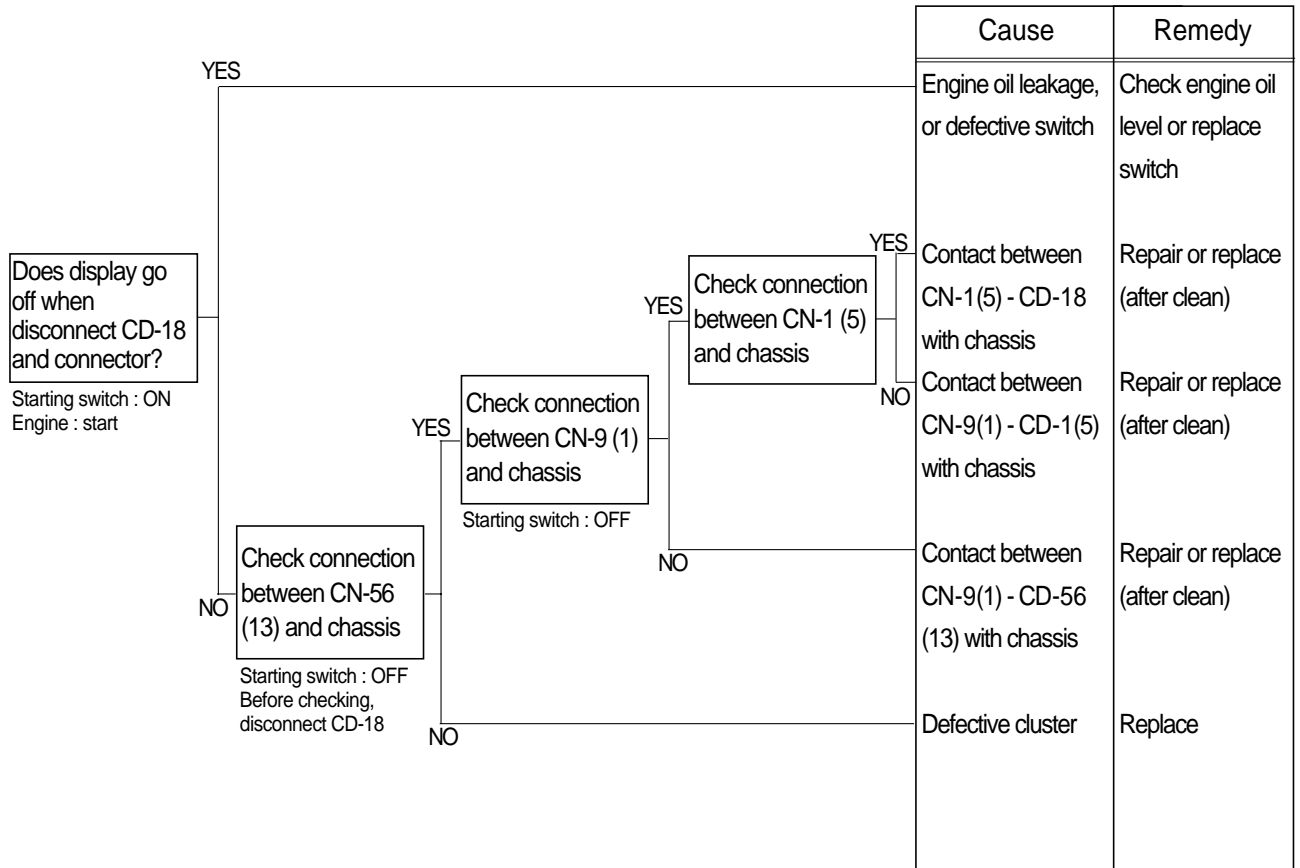 Cause
Remedy
YES
Engine oil leakage,
or defective switch
Check engine oil
level or replace
switch
Does display go
off when
disconnect CD-18
and connector?
Starting switch : ON
Engine : start
NO
Check connection
between CN-56
(13) and chassis
Starting switch : OFF
Before checking,
disconnect CD-18
YES
Check connection
between CN-9 (1)
and chassis
Starting switch : OFF
YES
Check connection
between CN-1 (5)
and chassis
YES
Contact between
CN-1(5) - CD-18
with chassis
Repair or replace
(after clean)
NO
Contact between
CN-9(1) - CD-1(5)
with chassis
Repair or replace
(after clean)
NO
Contact between
CN-9(1) - CD-56
(13) with chassis
Repair or replace
(after clean)
NO
Defective cluster
Replace